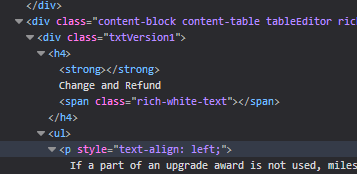 </div>
<div class="content-block content-table tableEditor ric
<div class="txtVersion1">
<h4>
<strong></strong>
Change and Refund
<span class="rich-white-text"></span>
</h4>
<ul>
<p style="text-align: left;">
If a part of an upgrade award is not used, miles